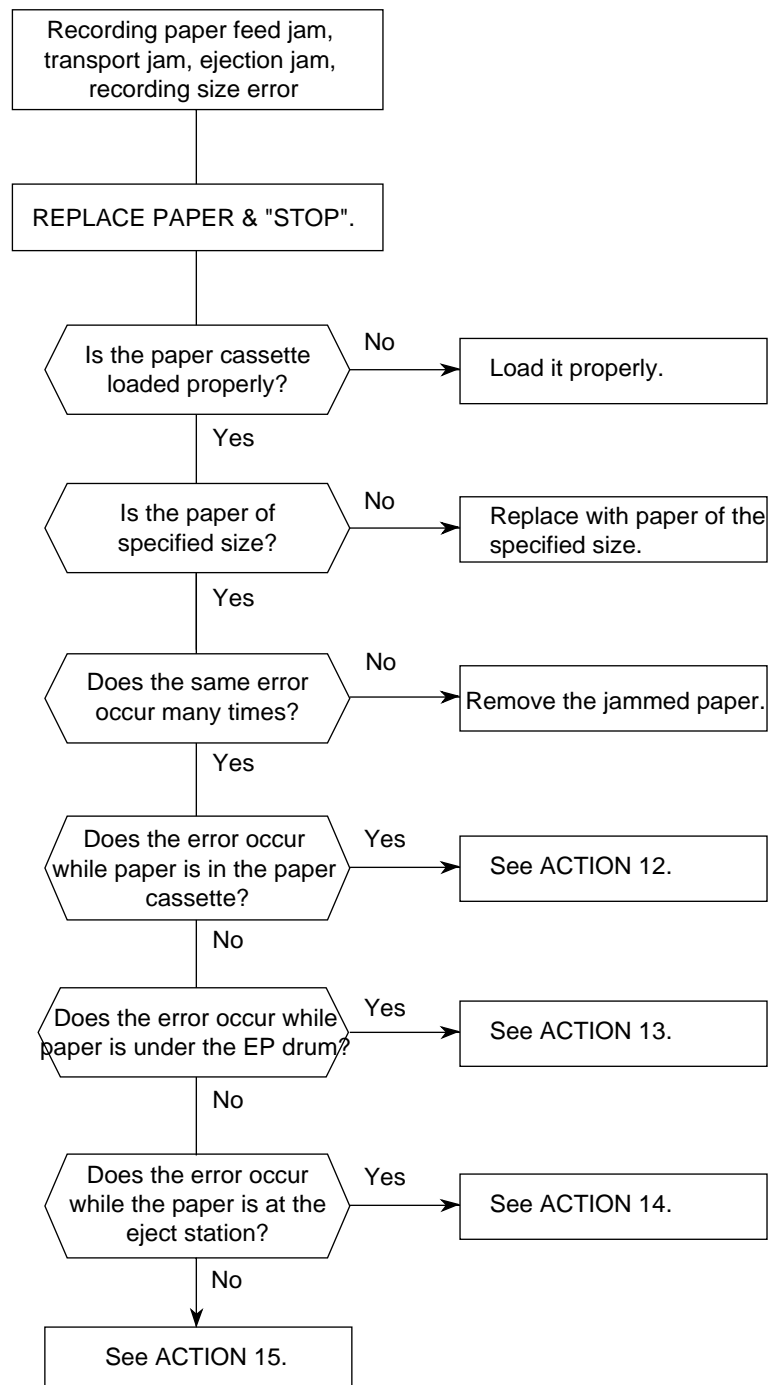 Recording paper feed jam,
transport jam, ejection jam,
recording size error
REPLACE PAPER & "STOP".
Is the paper cassette
loaded properly?
No
Load it properly.
Yes
Is the paper of
specified size?
No
Replace with paper of the
specified size.
Yes
Does the same error
occur many times?
No
Remove the jammed paper.
Yes
Does the error occur
while paper is in the paper
cassette?
Yes
See ACTION 12.
No
Does the error occur while
paper is under the EP drum?
Yes
See ACTION 13.
No
Does the error occur
while the paper is at the
eject station?
Yes
See ACTION 14.
No
See ACTION 15.